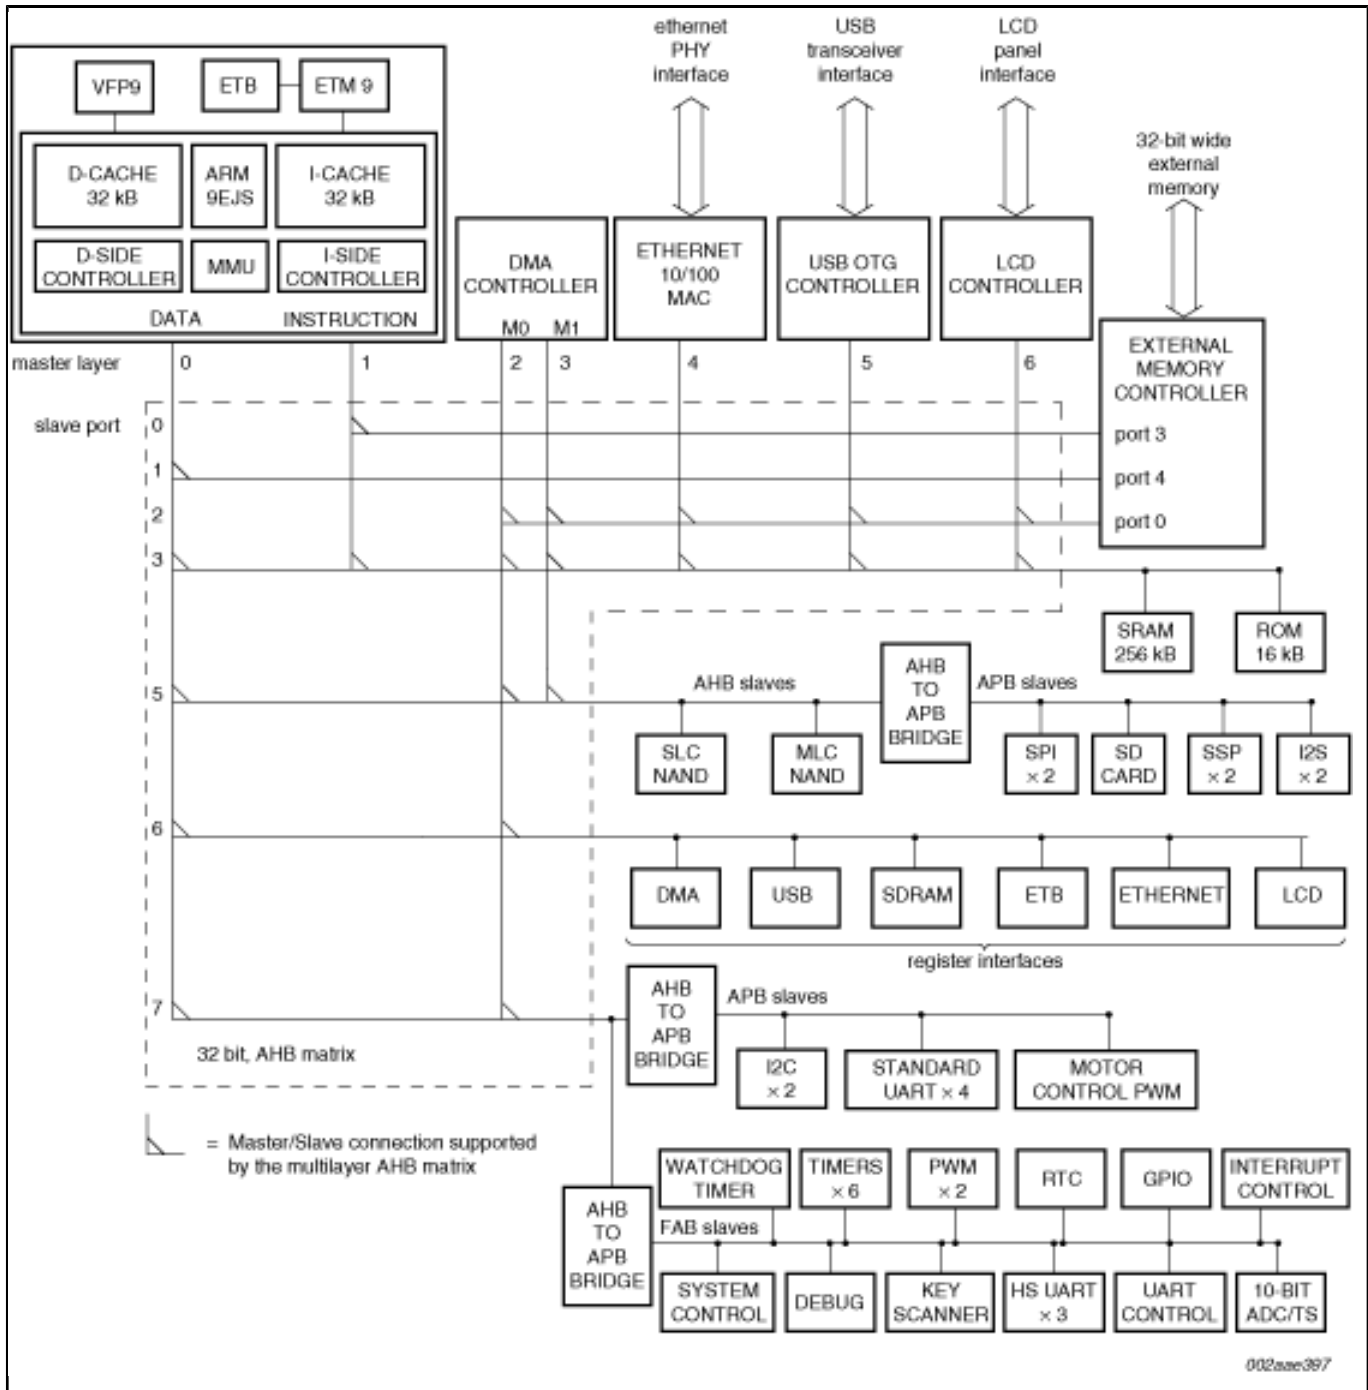 ethernet
PHY
interface
USB
transceiver
interface
LCD
panel
interface
32-bit wide
external
memory
VFP9
ETB
ETM 9
D-CACHE
32 kB
ARM
9EJS
I-CACHE
32 kB
D-SIDE
CONTROLLER
MMU
I-SIDE
CONTROLLER
DATA
INSTRUCTION
DMA
CONTROLLER
M0 M1
ETHERNET
10/100
MAC
USB OTG
CONTROLLER
LCD
CONTROLLER
EXTERNAL
MEMORY
CONTROLLER
port 3
port 4
port 0
master layer 0 1 2 3 4 5 6
slave port 0
1
2
3
5
6
7
SRAM
256 kB
ROM
16 kB
AHB slaves
AHB
TO
APB
BRIDGE
APB slaves
SLC
NAND
MLC
NAND
SPI
× 2
SD
CARD
SSP
× 2
I2S
× 2
DMA
USB
SDRAM
ETB
ETHERNET
LCD
register interfaces
AHB
TO
APB
BRIDGE
APB slaves
I2C
× 2
STANDARD
UART × 4
MOTOR
CONTROL PWM
32 bit, AHB matrix
= Master/Slave connection supported
by the multilayer AHB matrix
AHB
TO
APB
BRIDGE
WATCHDOG
TIMER
TIMERS
× 6
PWM
× 2
RTC
GPIO
INTERRUPT
CONTROL
FAB slaves
SYSTEM
CONTROL
DEBUG
KEY
SCANNER
HS UART
× 3
UART
CONTROL
10-BIT
ADC/TS
002aae397